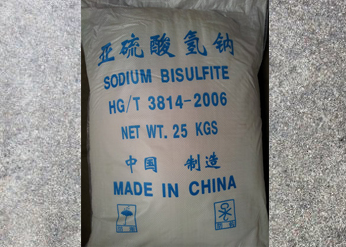 亚硫酸氢钠
SODIUM BISULFITE
HG/T 3814-2006
NET WT. 25 KGS
中国 制造
MADE IN CHINA